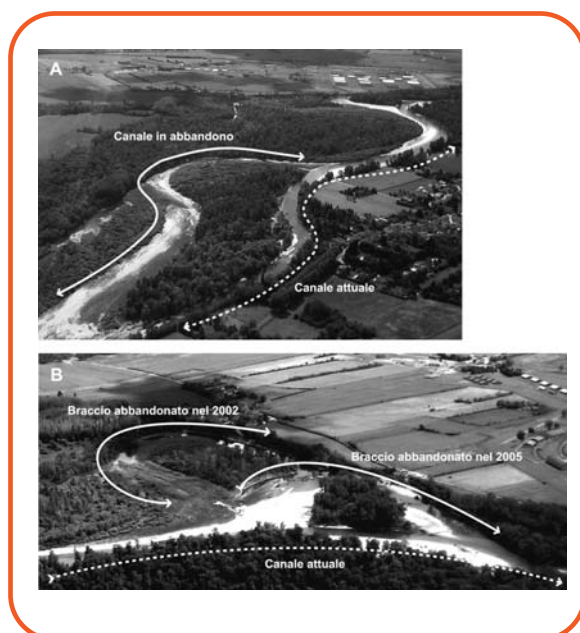 A
Canale in abbandono
Canale attuale
B
Braccio abbandonato nel 2002
Braccio abbandonato nel 2005
Canale attuale